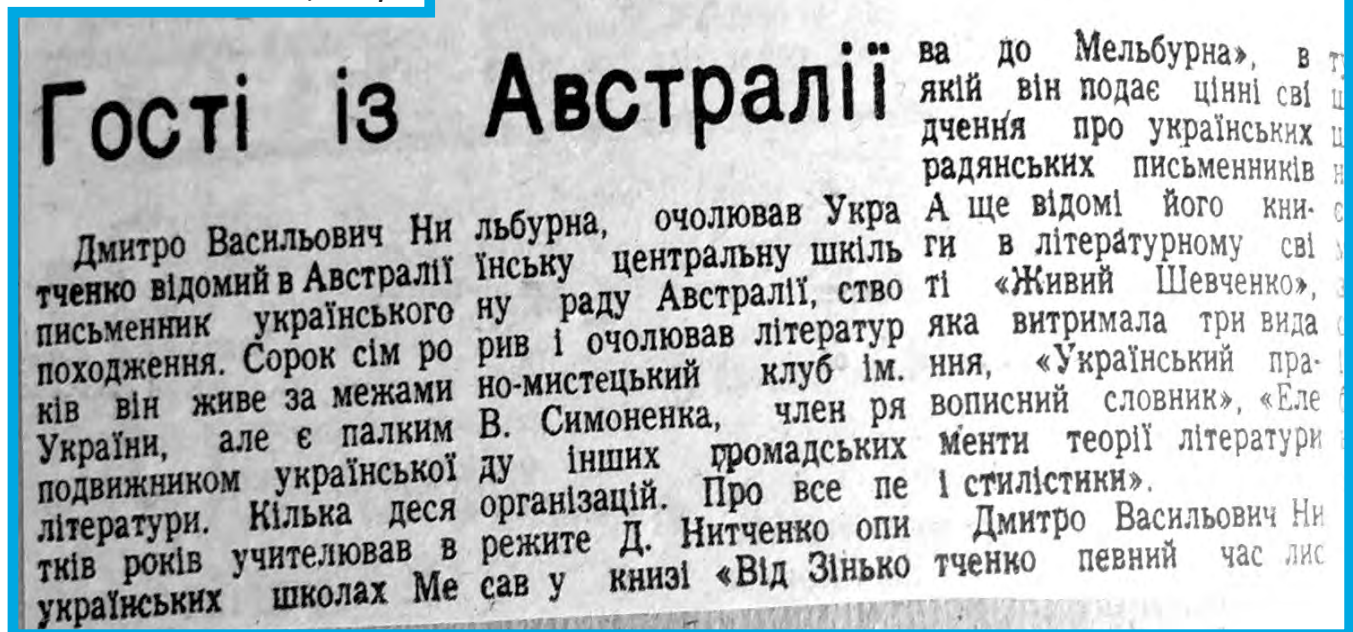 Гості із Австралії
Дмитро Васильович Ни
тченко відомий в Австралії
письменник українського
походження. Сорок сім ро
ків він живе за межами
України, але є палким
подвижником української
літератури. Кілька деся
тків років учителював в
українських школах Ме
льбурна, очолював Укра
їнську центральну шкіль
ну раду Австралії, ство
рив і очолював літератур
но-мистецький клуб ім.
В. Симоненка, член ря
ду інших громадських
організацій. Про все пе
режите Д. Нитченко опи
сав у книзі «Від Зінько
ва до Мельбурна», в
якій він подає цінні сві
дчення про українських
радянських письменників
А ще відомі його кни-
ги в літературному сві
ті «Живий Шевченко»,
яка витримала три вида
ння, «Український пра-
вописний словник», «Еле
менти теорії літератури
і стилістики».
Дмитро Васильович Ни
тченко певний час лис